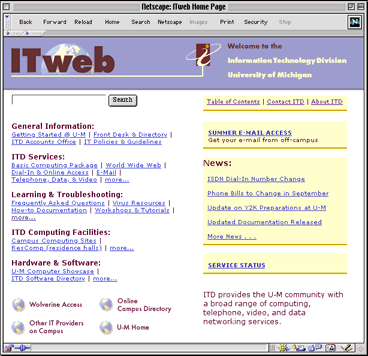 Netscape: ITweb Home Page
Back Forward Reload Home Search Netscape Images Print Security Stop
ITweb
Welcome to the
Information Technology Division
University of Michigan
Search
Table of Contents | Contact ITD | About ITD
General Information:
Getting Started @ U-M | Front Desk & Directory |
ITD Accounts Office | IT Policies & Guidelines
ITD Services:
Basic Computing Package | World Wide Web |
Dial-In & Online Access | E-Mail |
Telephone, Data, & Video | more...
Learning & Troubleshooting:
Frequently Asked Questions | Virus Resources |
How-to Documentation | Workshops & Tutorials |
more...
ITD Computing Facilities:
Campus Computing Sites |
ResComp (residence halls) | more...
Hardware & Software:
U-M Computer Showcase |
ITD Software Directory | more...
Wolverine Access
Online
Campus Directory
Other IT Providers
on Campus
U-M Home
SUMMER E-MAIL ACCESS
Get your e-mail from off-campus
News:
ISDN Dial-In Number Change
Phone Bills to Change in September
Update on Y2K Preparations at U-M
Updated Documentation Released
More News . . .
SERVICE STATUS
ITD provides the U-M community with
a broad range of computing,
telephone, video, and data
networking services.